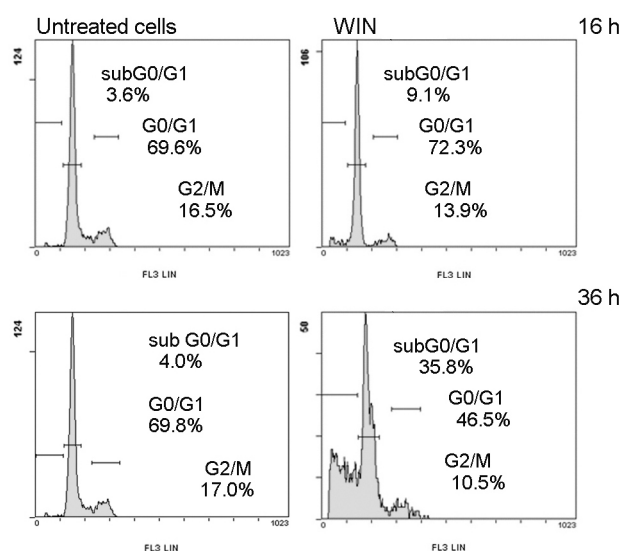 Untreated cells
WIN
16 h
124
subG0/G1
3.6%
G0/G1
69.6%
G2/M
16.5%
0
1023
FL3 LIN
106
subG0/G1
9.1%
G0/G1
72.3%
G2/M
13.9%
0
1023
FL3 LIN
36 h
124
sub G0/G1
4.0%
G0/G1
69.8%
G2/M
17.0%
0
1023
FL3 LIN
50
subG0/G1
35.8%
G0/G1
46.5%
G2/M
10.5%
0
1023
FL3 LIN